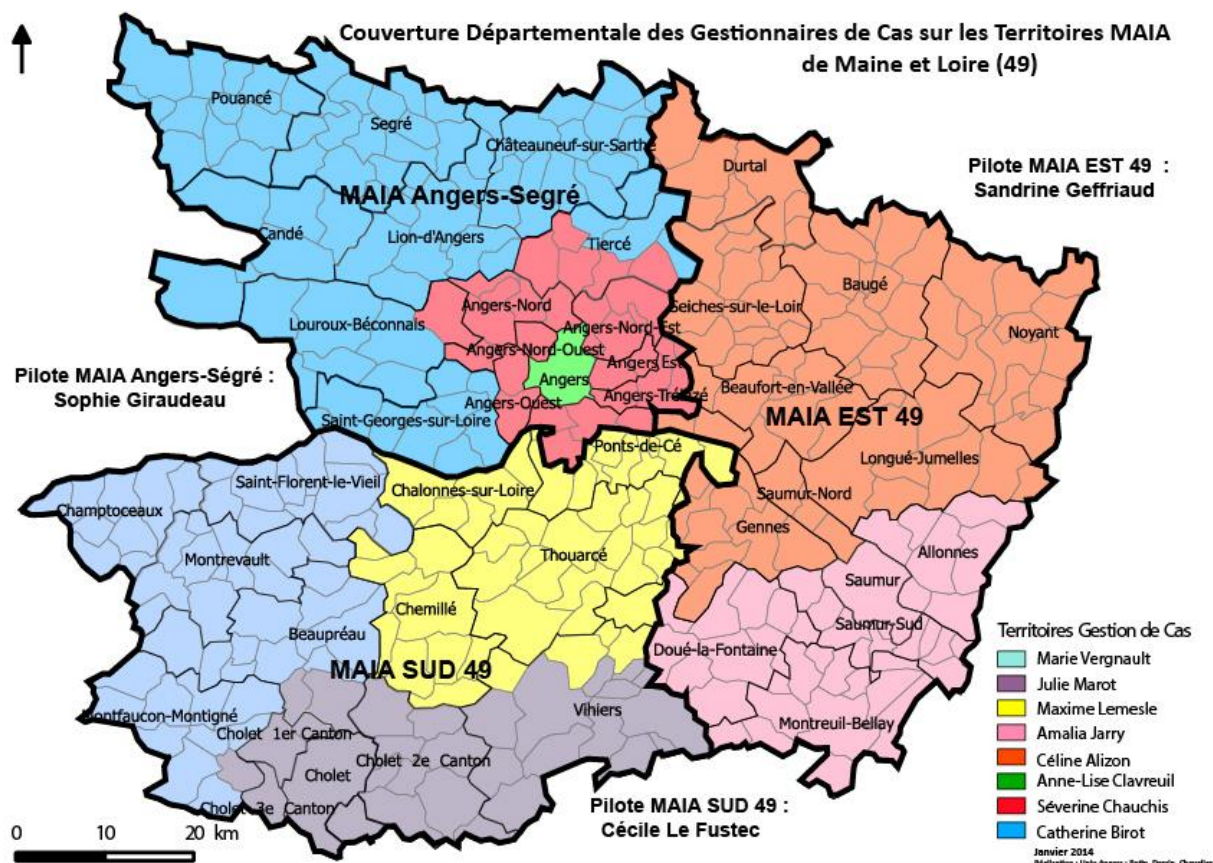 Couverture Départementale des Gestionnaires de Cas sur les Territoires MAIA
de Maine et Loire (49)
Pouancé
Segré
Châteauneuf-sur-Sarthe
Durtal
Pilote MAIA EST 49 :
Sandrine Geffriaud
MAIA Angers-Segré
Candé
Lion-d'Angers
Tiercé
Baugé
Seiches-sur-le-Loir
Noyant
Angers-Nord
Louroux-Béconnais
Angers-Nord-Est
Angers-Nord-Ouest
Angers Est
Pilote MAIA Angers-Ségré :
Sophie Giraudeau
Angers
Beaufort-en-Vallée
Angers-Trélazé
Angers-Ouest
MAIA EST 49
Saint-Georges-sur-Loire
Ponts-de-Cé
Longué-Jumelles
Saint-Florent-le-Vieil
Chalonnes-sur-Loire
Saumur-Nord
Champtoceaux
Gennes
Montrevault
Thouarcé
Allonnes
Saumur
Chemillé
Saumur-Sud
Beaupréau
Doué-la-Fontaine
MAIA SUD 49
Montfaucon-Montigné
Vihiers
Montreuil-Bellay
Cholet 1er Canton
Cholet 2e Canton
Cholet
Cholet 3e Canton
Pilote MAIA SUD 49 :
Cécile Le Fustec
Territoires Gestion de Cas
Marie Vergnault
Julie Marot
Maxime Lemesle
Amalia Jarry
Céline Alizon
Anne-Lise Clavreuil
Séverine Chauchis
Catherine Birot
0 10 20 km
Janvier 2014